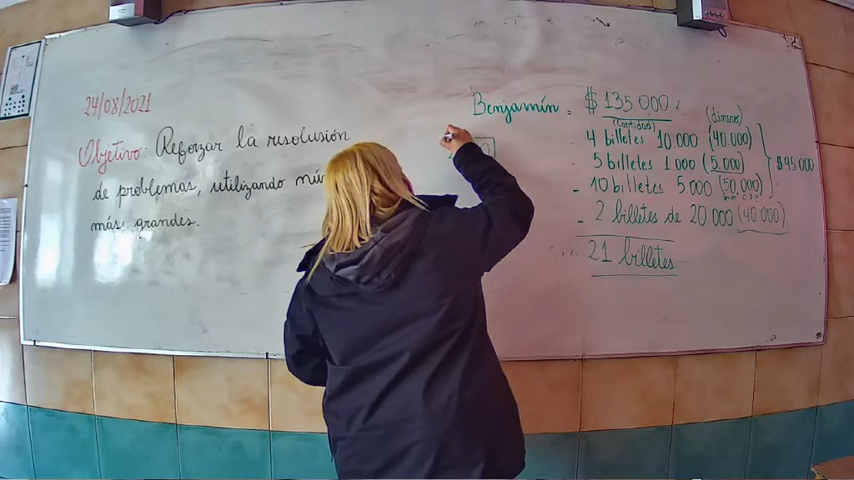 24/08/2021
Objetivo: Reforzar la resolución
de problemas, utilizando
más grandes.
Benjamín = $ 135 000
(Cantidad) (dinero)
- 4 billetes 10.000 (40.000)
- 5 billetes 1.000 (5.000)
- 10 billetes 5.000 (50.000)
- 2 billetes de 20.000 (40.000)
$95.000
21 billetes